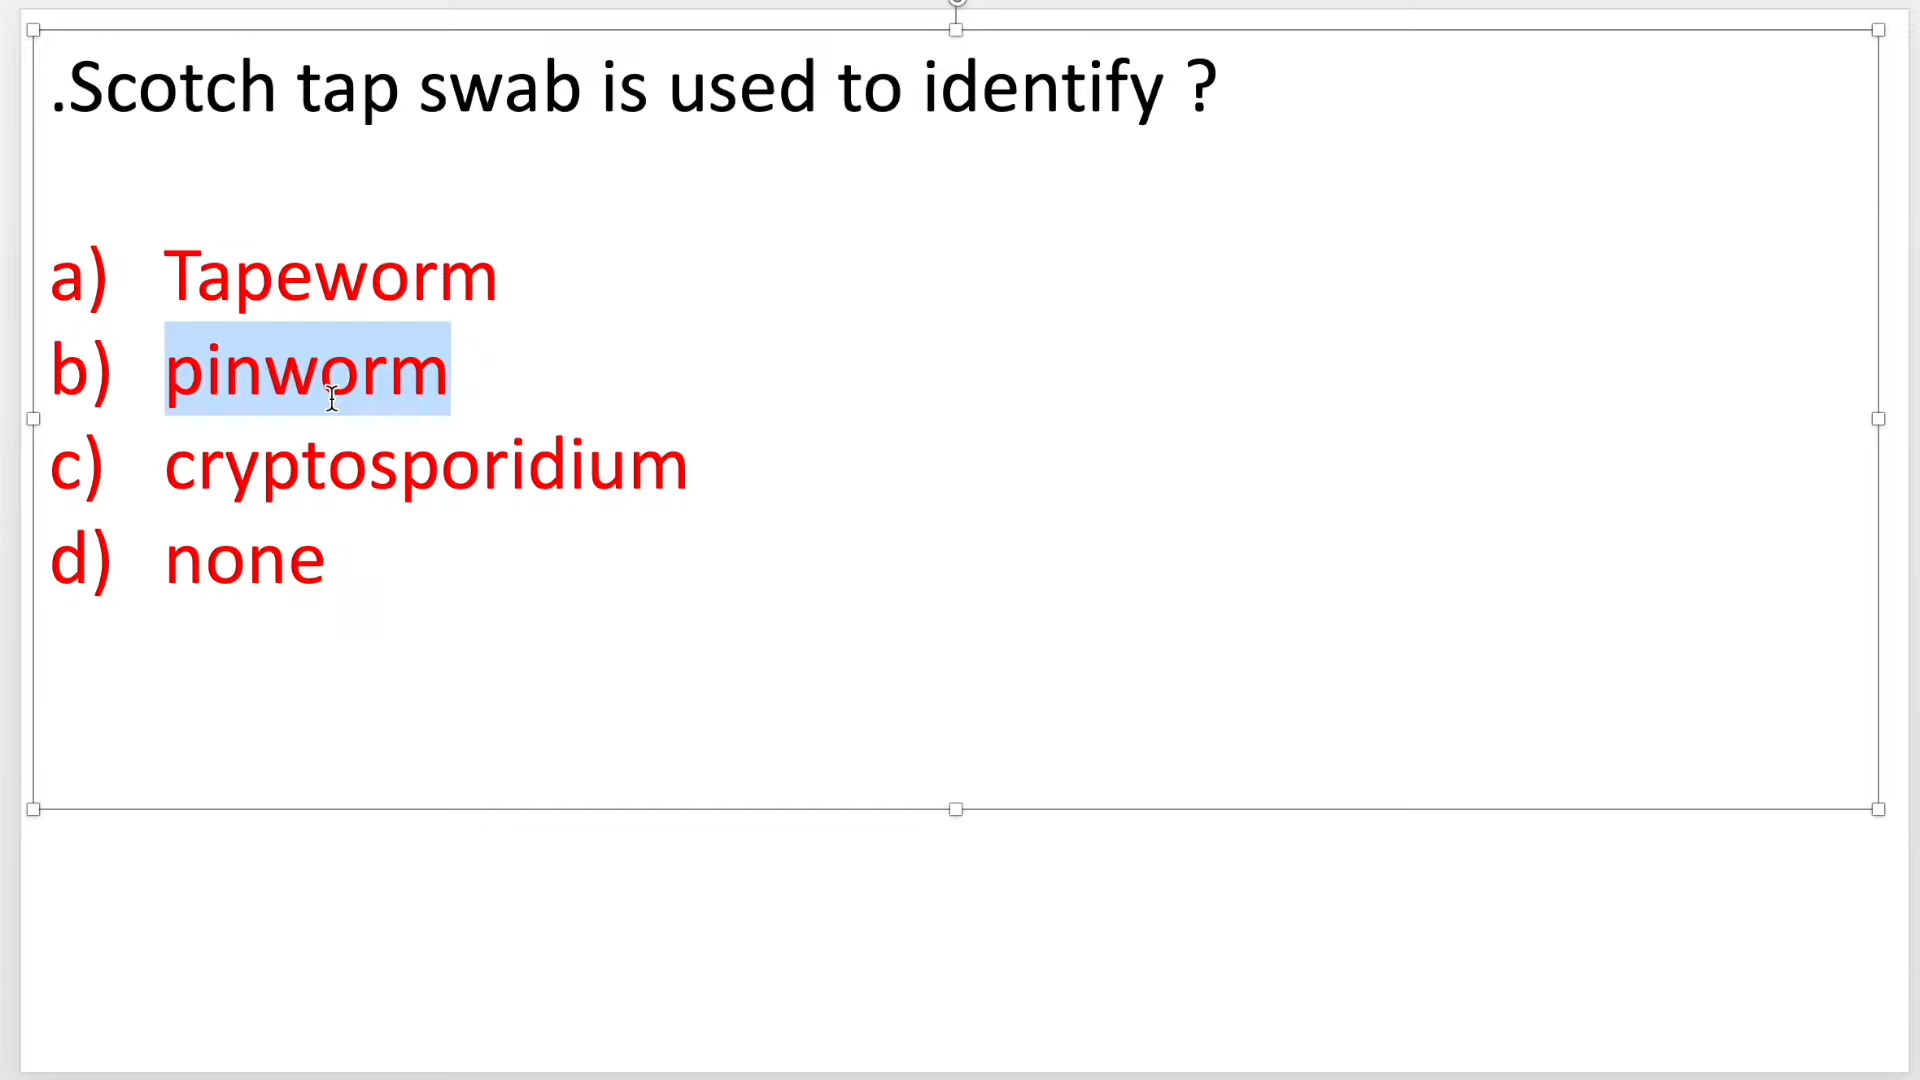 .Scotch tap swab is used to identify ?
a) Tapeworm
b) pinworm
c) cryptosporidium
d) none